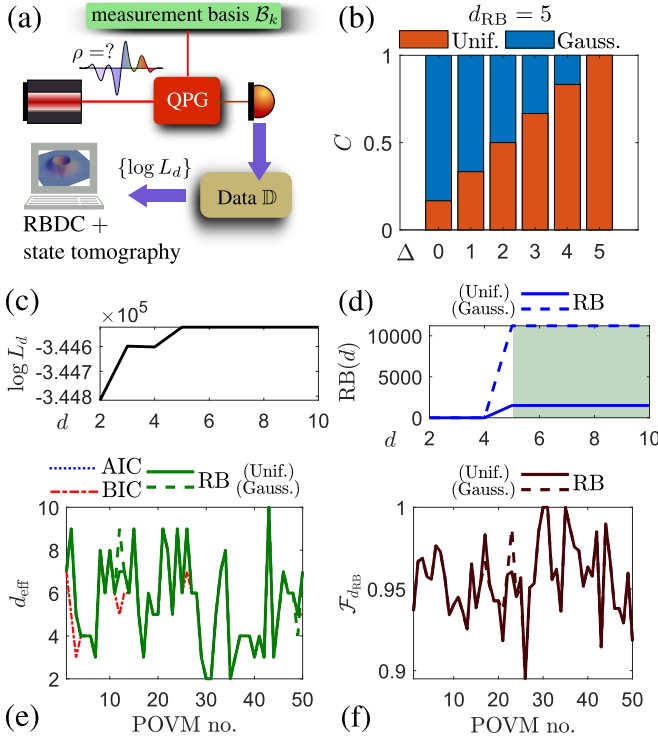 (a)
measurement basis 𝓑ₖ
ρ =?
QPG
{log L_d}
Data 𝔻
RBDC +
state tomography
(b)
d_RB = 5
Unif. Gauss.
C
1
0.5
0
Δ 0 1 2 3 4 5
(c)
× 10⁵
log L_d
-3.446
-3.447
-3.448
d 2 4 6 8 10
(d)
(Unif.)
(Gauss.) RB
RB(d)
10000
5000
0
d 2 4 6 8 10
AIC
BIC
RB (Unif.)
(Gauss.)
d_eff
10
8
6
4
2
10 20 30 40 50
(e) POVM no.
(Unif.)
(Gauss.) RB
𝓕_{d_RB}
1
0.95
0.9
10 20 30 40 50
(f) POVM no.